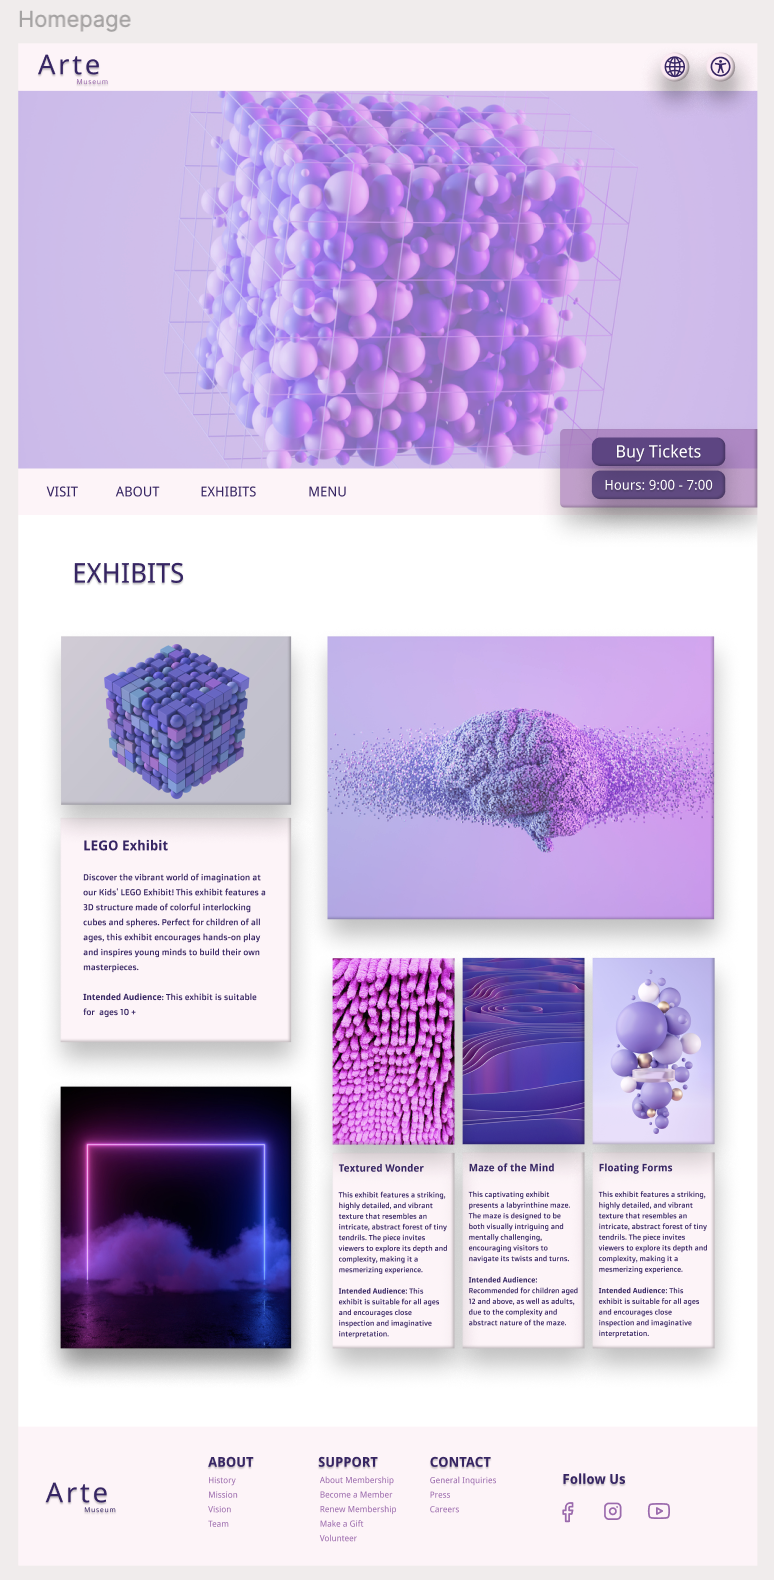 Homepage
Arte
Museum
Buy Tickets
Hours: 9:00 - 7:00
VISIT ABOUT EXHIBITS MENU
EXHIBITS
LEGO Exhibit
Discover the vibrant world of imagination at
our Kids' LEGO Exhibit! This exhibit features a
3D structure made of colorful interlocking
cubes and spheres. Perfect for children of all
ages, this exhibit encourages hands-on play
and inspires young minds to build their own
masterpieces.
Intended Audience: This exhibit is suitable
for ages 10 +
Textured Wonder
This exhibit features a striking,
highly detailed, and vibrant
texture that resembles an
intricate, abstract forest of tiny
tendrils. The piece invites
viewers to explore its depth and
complexity, making it a
mesmerizing experience.
Intended Audience: This
exhibit is suitable for all ages
and encourages close
inspection and imaginative
interpretation.
Maze of the Mind
This captivating exhibit
presents a labyrinthine maze.
The maze is designed to be
both visually intriguing and
mentally challenging,
encouraging visitors to
navigate its twists and turns.
Intended Audience:
Recommended for children aged
12 and above, as well as adults,
due to the complexity and
abstract nature of the maze.
Floating Forms
This exhibit features a striking,
highly detailed, and vibrant
texture that resembles an
intricate, abstract forest of tiny
tendrils. The piece invites
viewers to explore its depth and
complexity, making it a
mesmerizing experience.
Intended Audience: This
exhibit is suitable for all ages
and encourages close
inspection and imaginative
interpretation.
Arte
Museum
ABOUT
History
Mission
Vision
Team
SUPPORT
About Membership
Become a Member
Renew Membership
Make a Gift
Volunteer
CONTACT
General Inquiries
Press
Careers
Follow Us